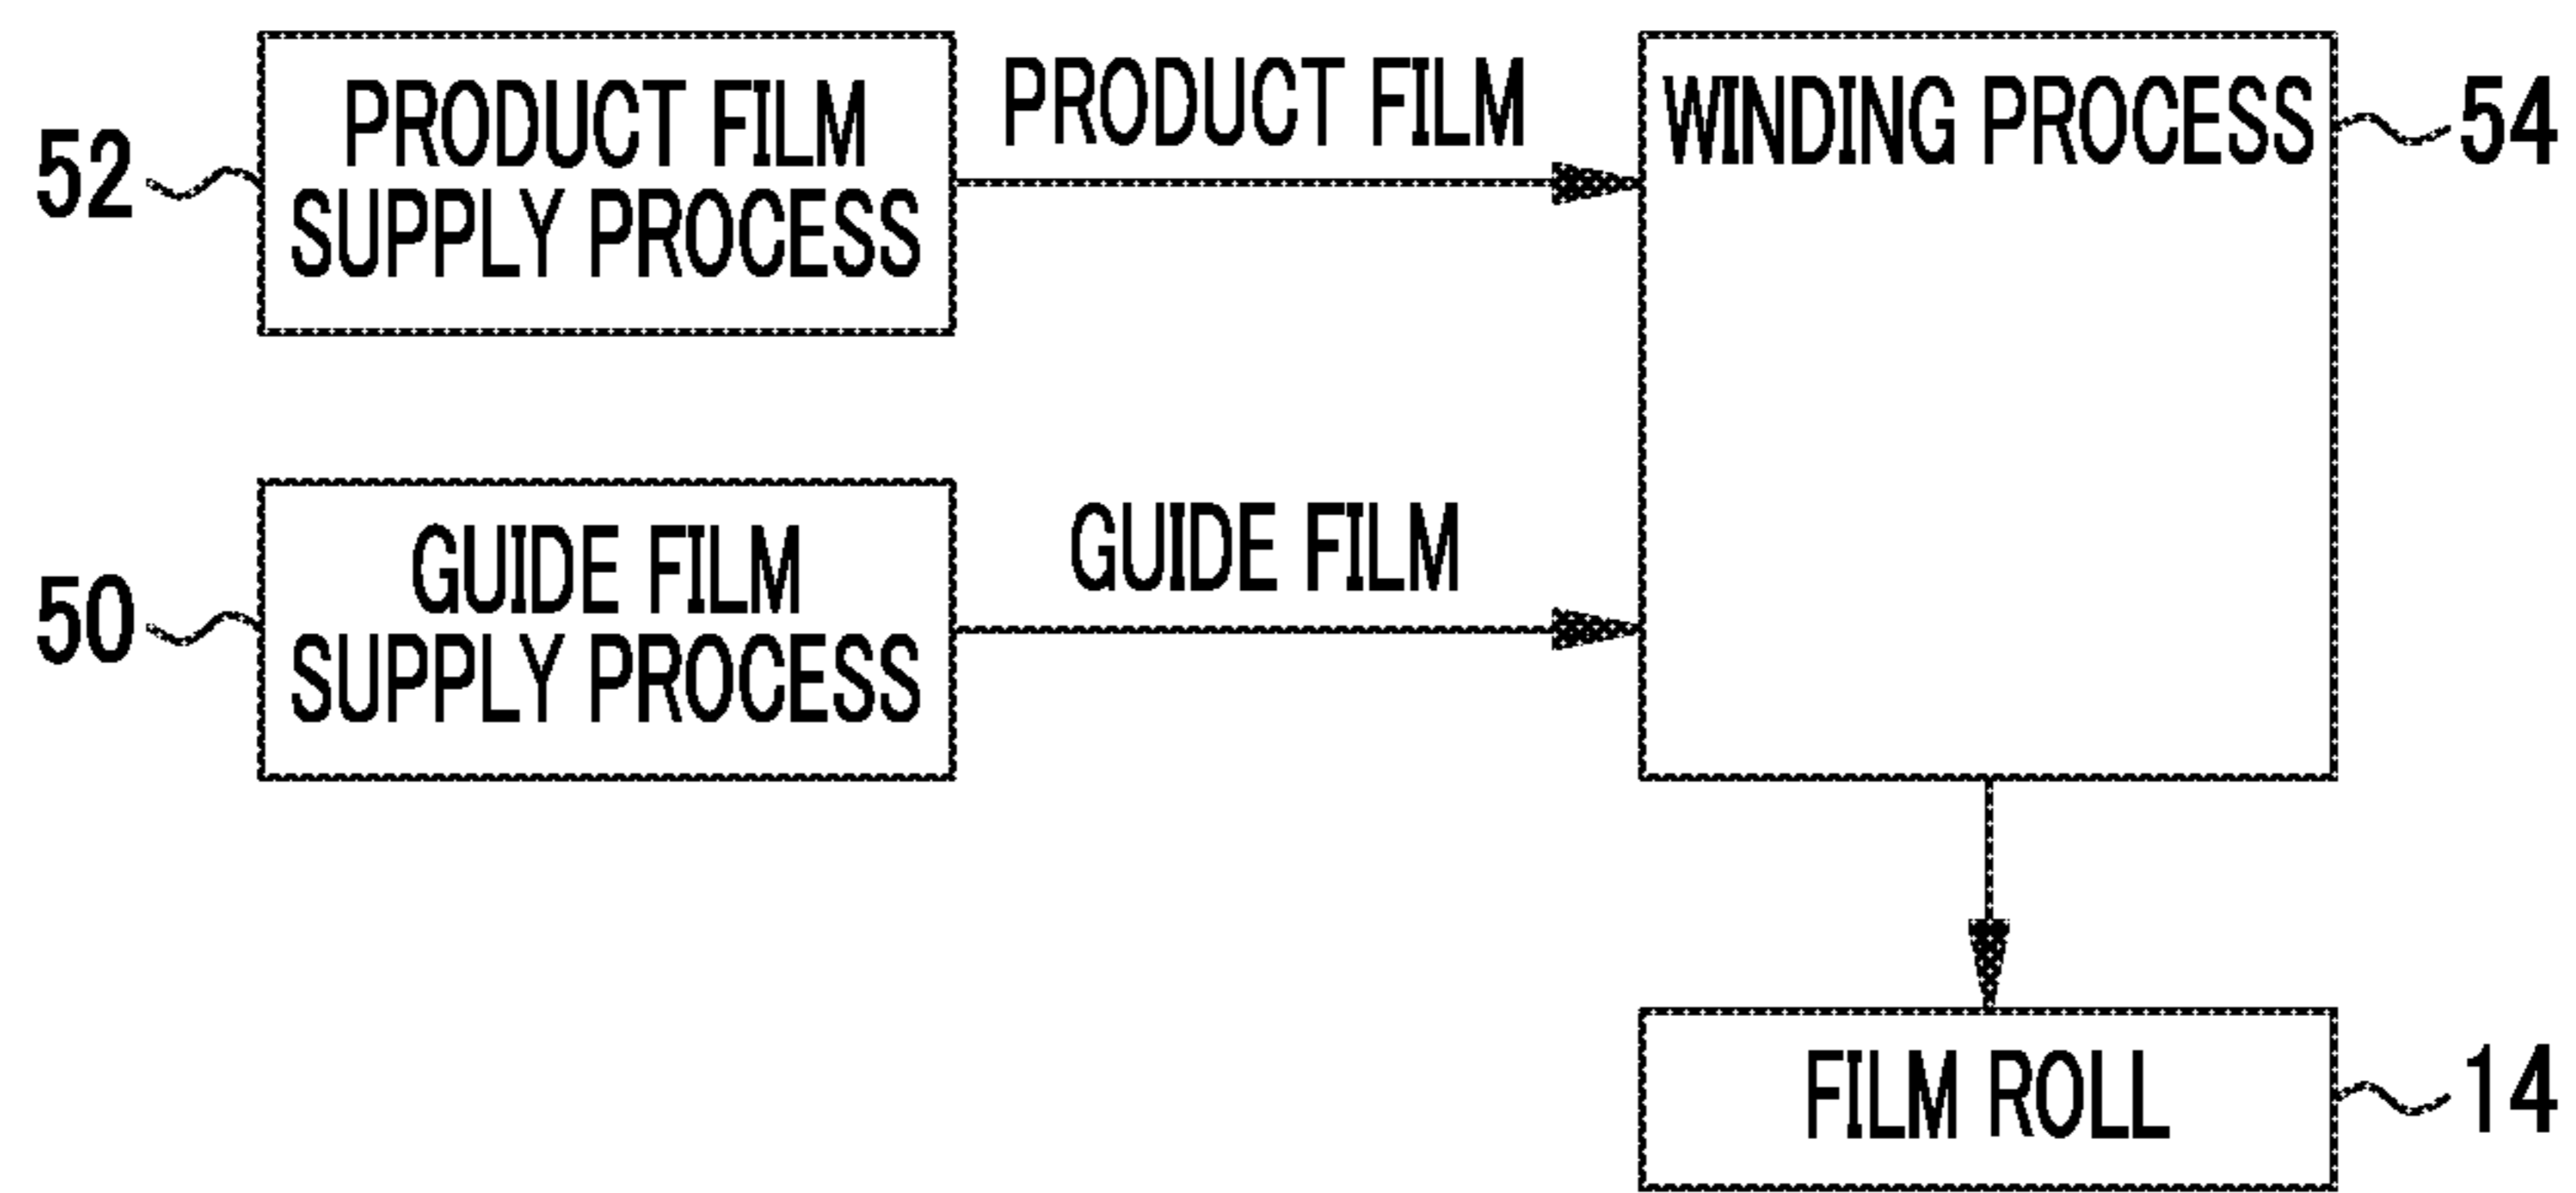 PRODUCT FILM
SUPPLY PROCESS
52
PRODUCT FILM
WINDING PROCESS
54
GUIDE FILM
SUPPLY PROCESS
50
GUIDE FILM
FILM ROLL
14